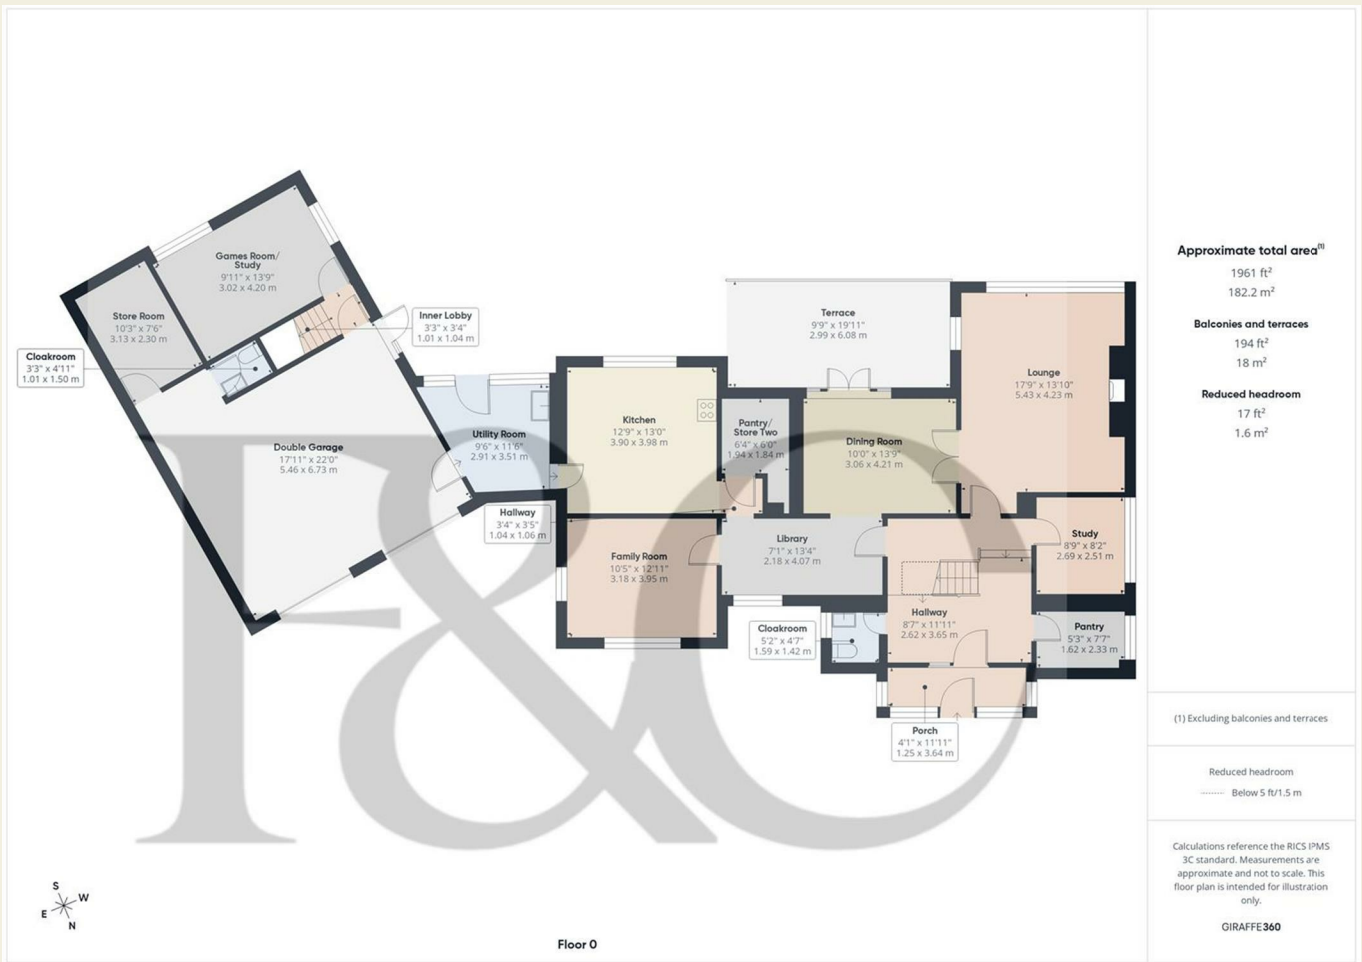 Games Room/
Study
9'11" x 13'9"
3.02 x 4.20 m
Store Room
10'3" x 7'6"
3.13 x 2.30 m
Inner Lobby
3'3" x 3'4"
1.01 x 1.04 m
Cloakroom
3'3" x 4'11"
1.01 x 1.50 m
Double Garage
17'11" x 22'0"
5.46 x 6.73 m
Utility Room
9'6" x 11'6"
2.91 x 3.51 m
Kitchen
12'9" x 13'0"
3.90 x 3.98 m
Hallway
3'4" x 3'5"
1.04 x 1.06 m
Family Room
10'5" x 12'11"
3.18 x 3.95 m
Pantry/
Store Two
6'4" x 6'0"
1.94 x 1.84 m
Terrace
9'9" x 19'11"
2.99 x 6.08 m
Dining Room
10'0" x 13'9"
3.06 x 4.21 m
Lounge
17'9" x 13'10"
5.43 x 4.23 m
Library
7'1" x 13'4"
2.18 x 4.07 m
Study
8'9" x 8'2"
2.69 x 2.51 m
Hallway
8'7" x 11'11"
2.62 x 3.65 m
Cloakroom
5'2" x 4'7"
1.59 x 1.42 m
Pantry
5'3" x 7'7"
1.62 x 2.33 m
Porch
4'1" x 11'11"
1.25 x 3.64 m
F&O
S
W
E
N
Floor 0
Approximate total area(1)
1961 ft²
182.2 m²
Balconies and terraces
194 ft²
18 m²
Reduced headroom
17 ft²
1.6 m²
(1) Excluding balconies and terraces
Reduced headroom
Below 5 ft/1.5 m
Calculations reference the RICS IPMS
3C standard. Measurements are
approximate and not to scale. This
floor plan is intended for illustration
only.
GIRAFFE360